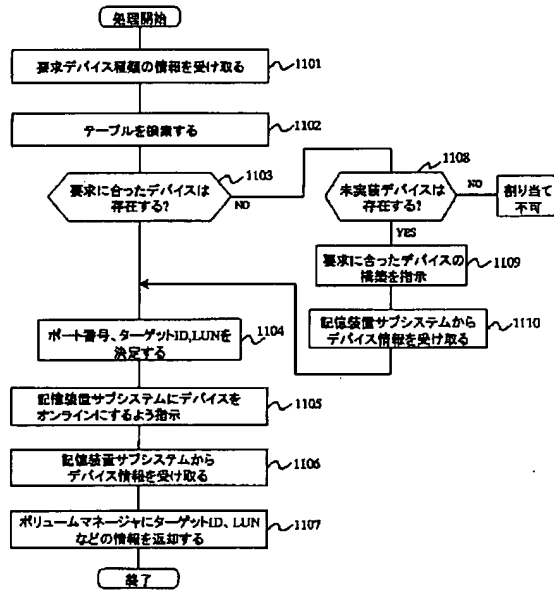 処理開始
要求デバイス種類の情報を受け取る
1101
テーブルを検索する
1102
要求に合ったデバイスは
存在する?
1103
NO
未実装デバイスは
存在する?
1108
NO
割り当て
不可
YES
要求に合ったデバイスの
構築を指示
1109
記憶装置サブシステムから
デバイス情報を受け取る
1110
ポート番号、ターゲットID,LUNを
決定する
1104
記憶装置サブシステムにデバイスを
オンラインにするよう指示
1105
記憶装置サブシステムから
デバイス情報を受け取る
1106
ボリュームマネージャにターゲットID、LUN
などの情報を返却する
1107
終了